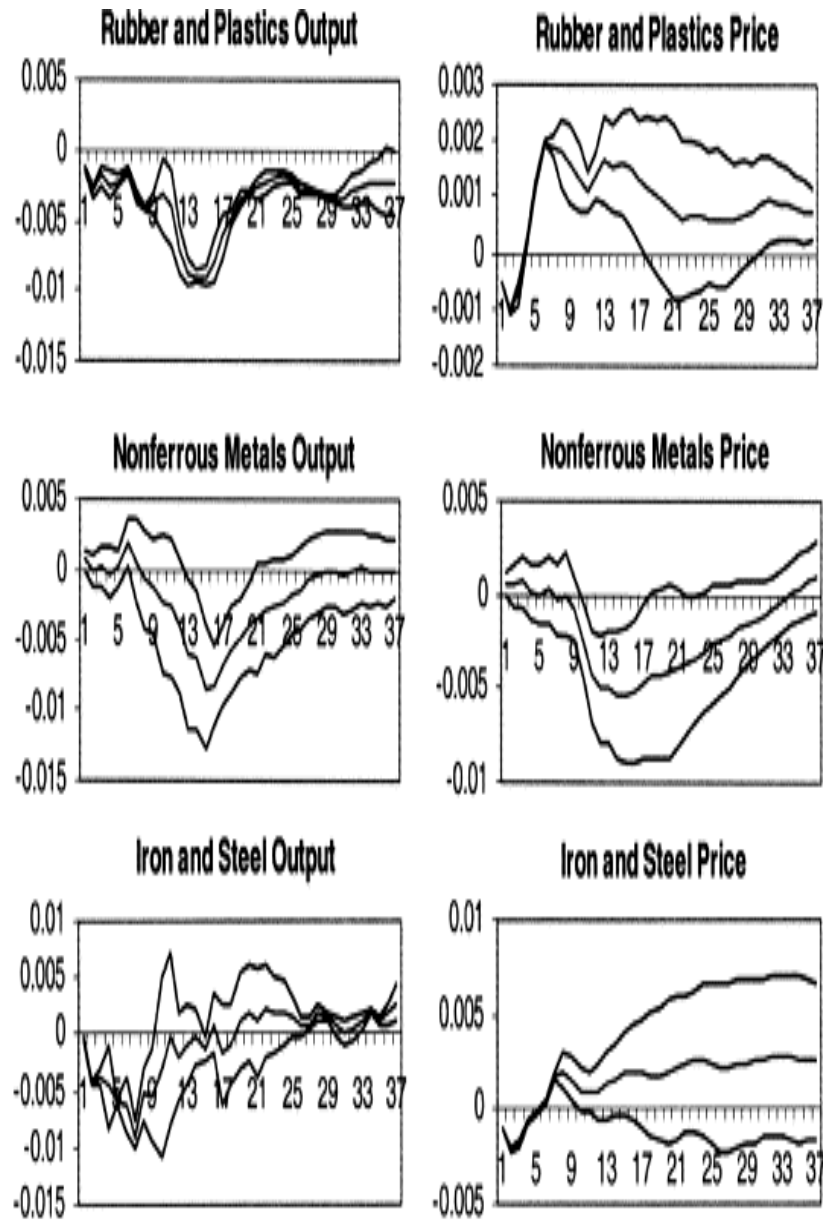 Rubber and Plastics Output
0.005
0
-0.005
-0.01
-0.015
1 5 9 13 17 21 25 29 33 37
Rubber and Plastics Price
0.003
0.002
0.001
0
-0.001
-0.002
1 5 9 13 17 21 25 29 33 37
Nonferrous Metals Output
0.005
0
-0.005
-0.01
-0.015
1 5 9 13 17 21 25 29 33 37
Nonferrous Metals Price
0.005
0
-0.005
-0.01
1 5 9 13 17 21 25 29 33 37
Iron and Steel Output
0.01
0.005
0
-0.005
-0.01
-0.015
1 5 9 13 17 21 25 29 33 37
Iron and Steel Price
0.01
0.005
0
-0.005
1 5 9 13 17 21 25 29 33 37